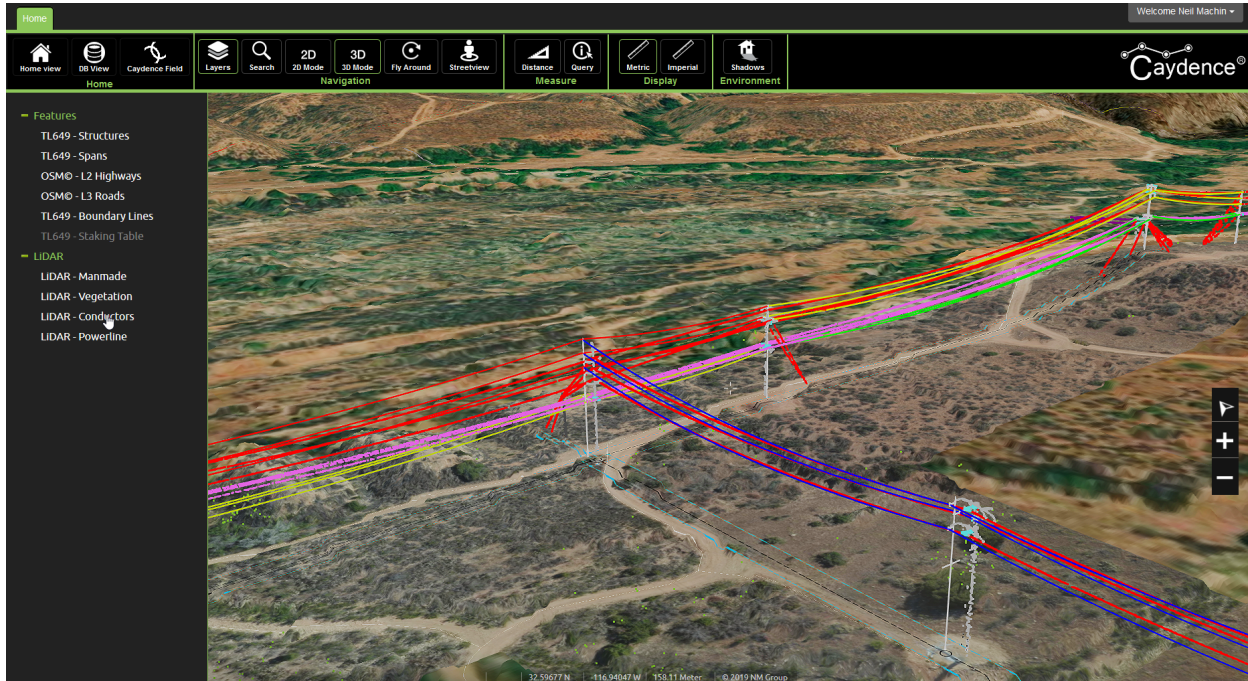 Home
Welcome Neil Machin
Home view
DB View
Caydence Field
Home
Layers
Search
2D
2D Mode
3D
3D Mode
Fly Around
Streetview
Navigation
Distance
Query
Measure
Metric
Imperial
Display
Shadows
Environment
Caydence®
Features
TL649 - Structures
TL649 - Spans
OSM© - L2 Highways
OSM© - L3 Roads
TL649 - Boundary Lines
TL649 - Staking Table
LiDAR
LiDAR - Manmade
LiDAR - Vegetation
LiDAR - Conductors
LiDAR - Powerline
32.59677 N -116.94047 W 158.11 Meter © 2019 NM Group